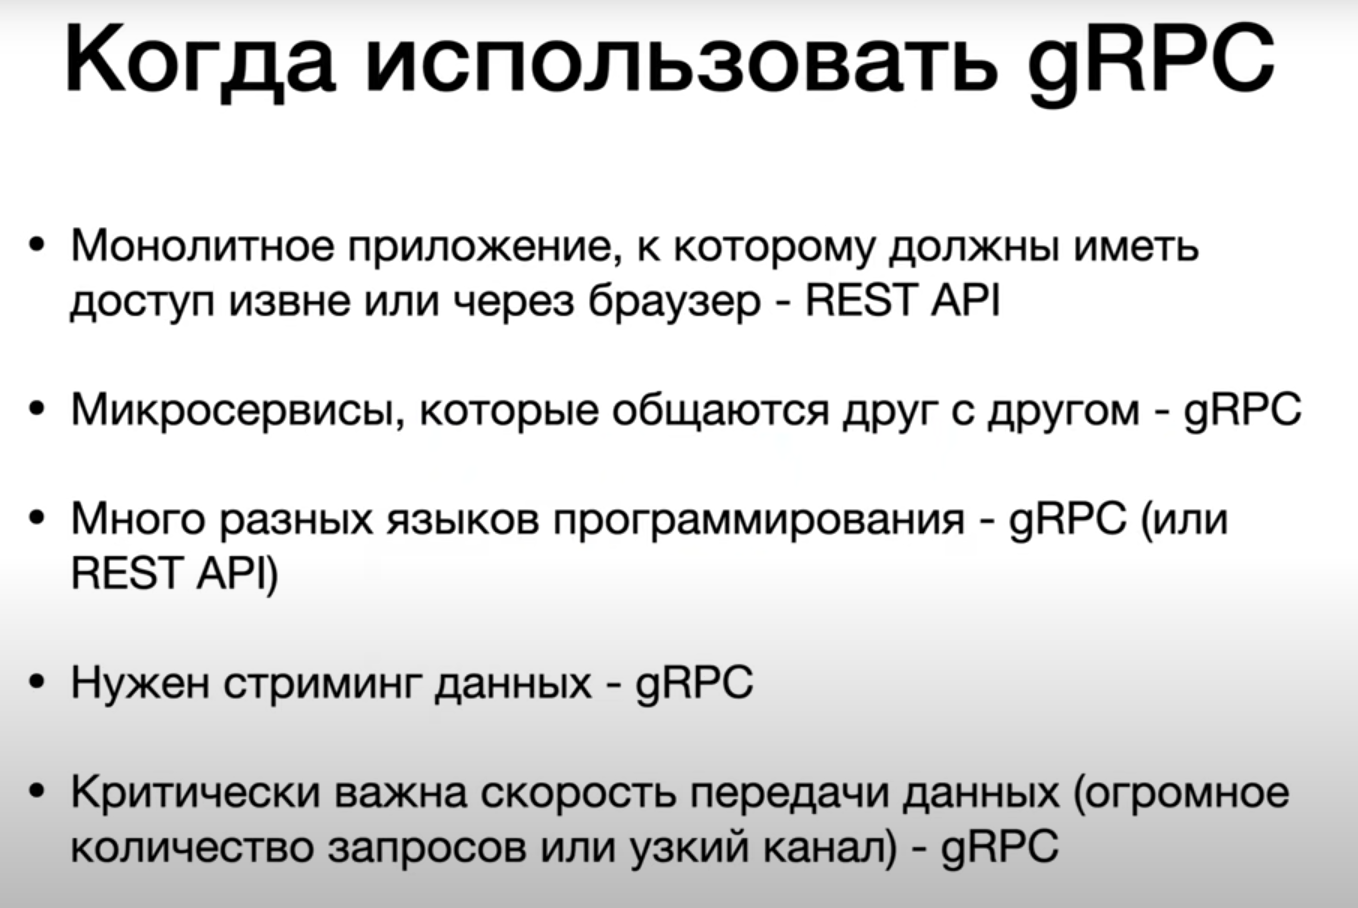 Когда использовать gRPC
• Монолитное приложение, к которому должны иметь
доступ извне или через браузер - REST API
• Микросервисы, которые общаются друг с другом - gRPC
• Много разных языков программирования - gRPC (или
REST API)
• Нужен стриминг данных - gRPC
• Критически важна скорость передачи данных (огромное
количество запросов или узкий канал) - gRPC